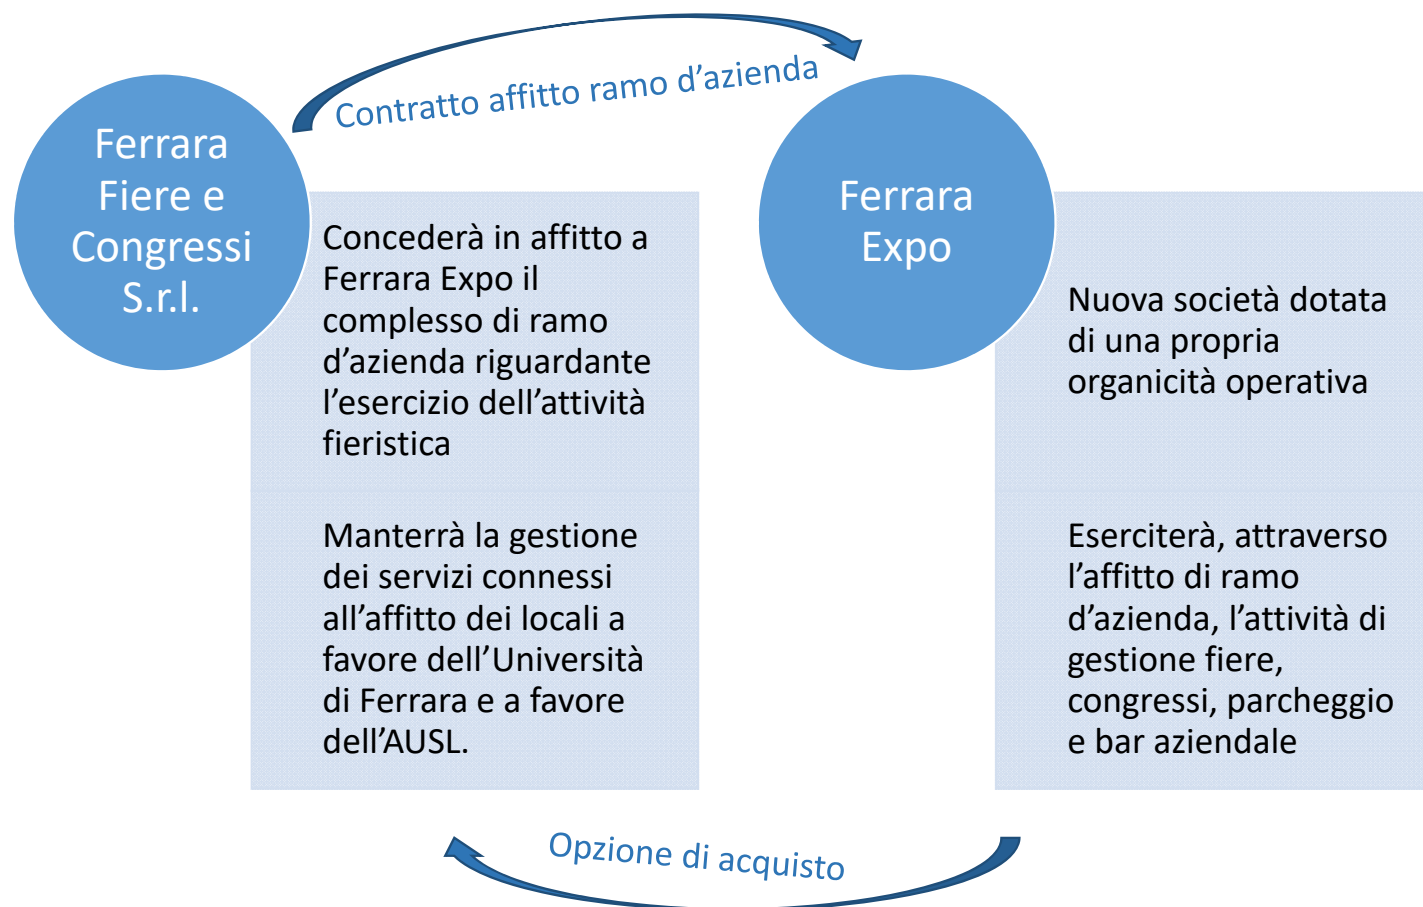 Contratto affitto ramo d’azienda
Ferrara
Fiere e
Congressi
S.r.l.
Concederà in affitto a
Ferrara Expo il
complesso di ramo
d’azienda riguardante
l’esercizio dell’attività
fieristica
Manterrà la gestione
dei servizi connessi
all’affitto dei locali a
favore dell’Università
di Ferrara e a favore
dell’AUSL.
Ferrara
Expo
Nuova società dotata
di una propria
organicità operativa
Eserciterà, attraverso
l’affitto di ramo
d’azienda, l’attività di
gestione fiere,
congressi, parcheggio
e bar aziendale
Opzione di acquisto